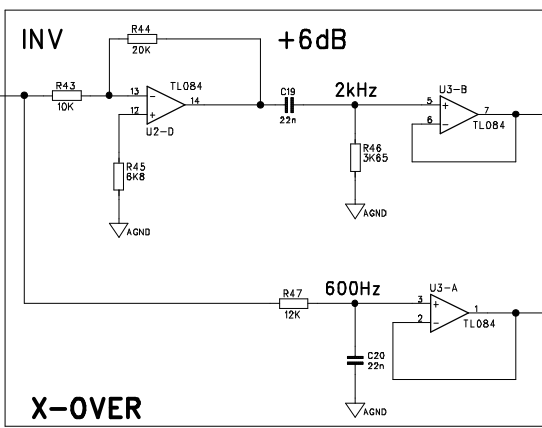 INV
R44
20K
+6dB
R43
10K
13
12
TL084
14
U2-D
C19
22n
2kHz
U3-B
5
6
7
TL084
R45
6K8
R46
3K65
AGND
AGND
R47
12K
600Hz
U3-A
3
2
1
TL084
C20
22n
AGND
X-OVER